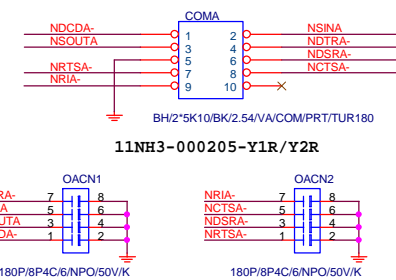 COMA
NDCDA- 1 2 NSINA
NSOUTA 3 4 NDTRA-
5 6 NDSRA-
NRTSA- 7 8 NCTSA-
NRIA- 9 10
BH/2*5K10/BK/2.54/VA/COM/PRT/TUR180
11NH3-000205-Y1R/Y2R
OACN1 OACN2
RA- 7 8 NRIA- 7 8
A 5 6 NCTSA- 5 6
UTA 3 4 NDSRA- 3 4
DA- 1 2 NRTSA- 1 2
180P/8P4C/6/NPO/50V/K 180P/8P4C/6/NPO/50V/K